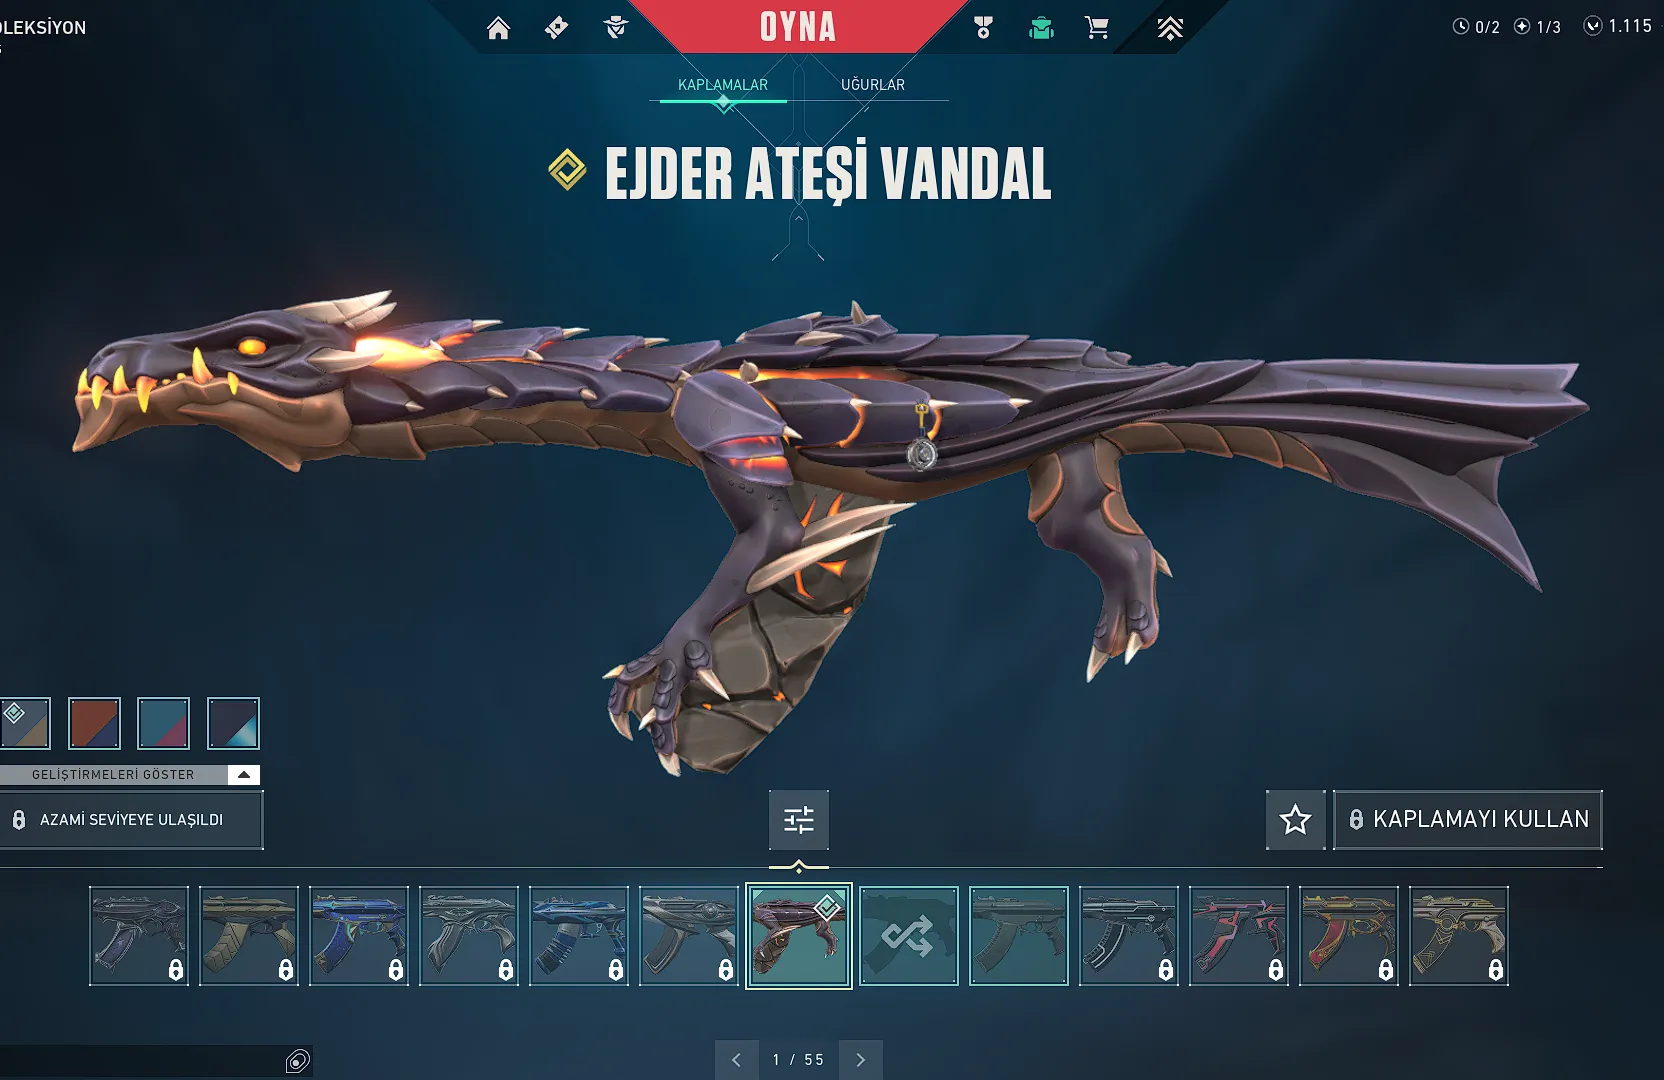 OLEKSİYON
OYNA
0/2
1/3
1.115
KAPLAMALAR
UĞURLAR
EJDER ATEŞİ VANDAL
GELİŞTİRMELERİ GÖSTER
AZAMİ SEVİYEYE ULAŞILDI
KAPLAMAYI KULLAN
1 / 55